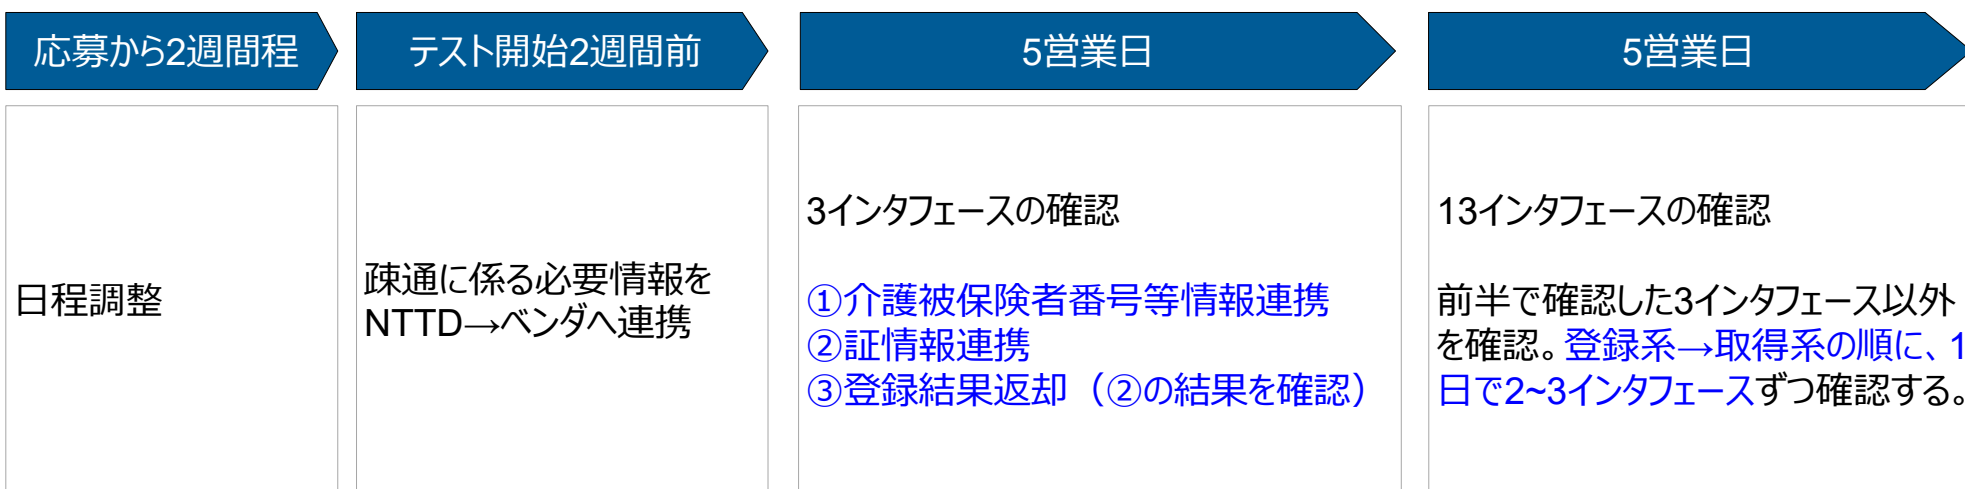 応募から2週間程
テスト開始2週間前
5営業日
5営業日
日程調整
疎通に係る必要情報を
NTTD→ベンダへ連携
3インタフェースの確認
①介護被保険者番号等情報連携
②証情報連携
③登録結果返却（②の結果を確認）
13インタフェースの確認
前半で確認した3インタフェース以外
を確認。登録系→取得系の順に、1
日で2~3インタフェースずつ確認する。